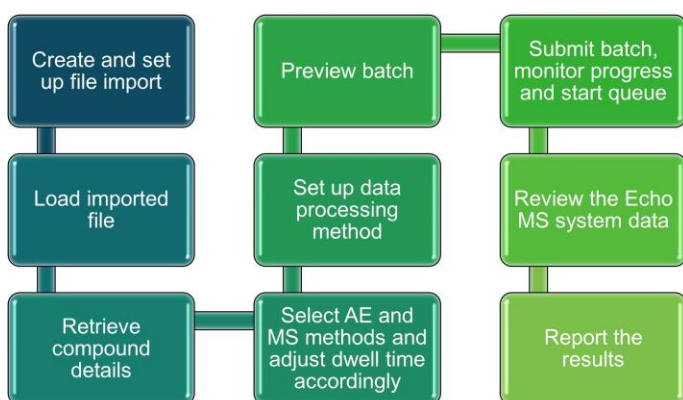 Create and set
up file import
Load imported
file
Retrieve
compound
details
Select AE and
MS methods and
adjust dwell time
accordingly
Set up data
processing
method
Preview batch
Submit batch,
monitor progress
and start queue
Review the Echo
MS system data
Report the
results